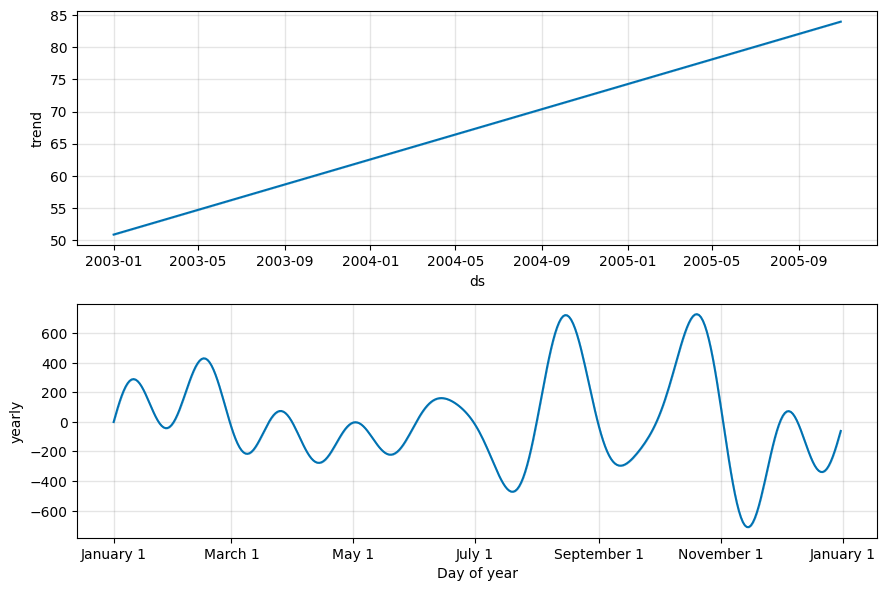 85
80
75
70
65
60
55
50
trend
2003-01 2003-05 2003-09 2004-01 2004-05 2004-09 2005-01 2005-05 2005-09
ds
600
400
200
0
−200
−400
−600
yearly
January 1 March 1 May 1 July 1 September 1 November 1 January 1
Day of year